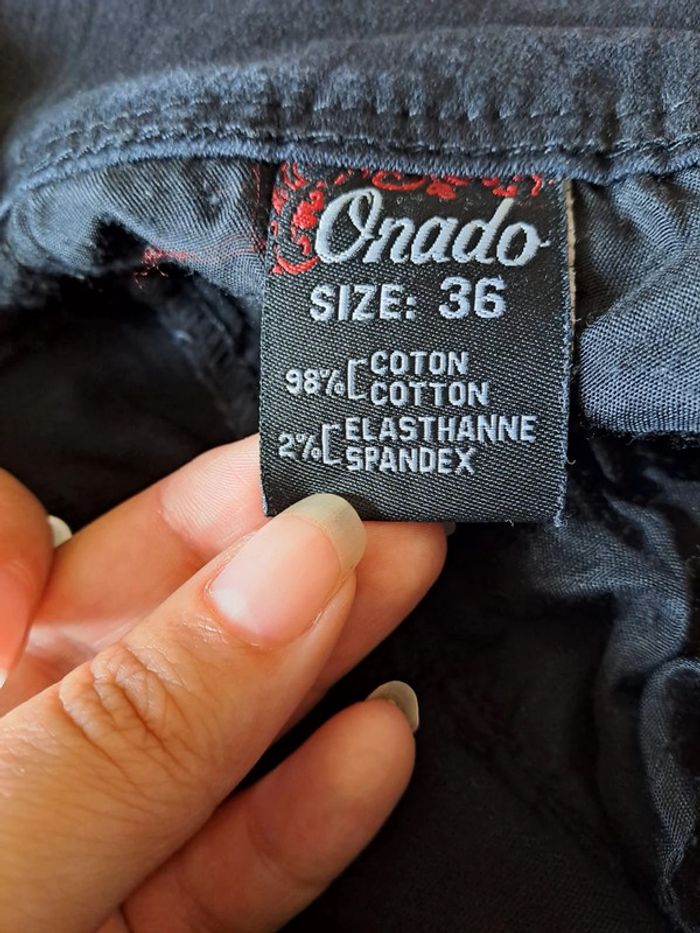 Onado
SIZE: 36
98% COTON
COTTON
2% ELASTHANNE
SPANDEX